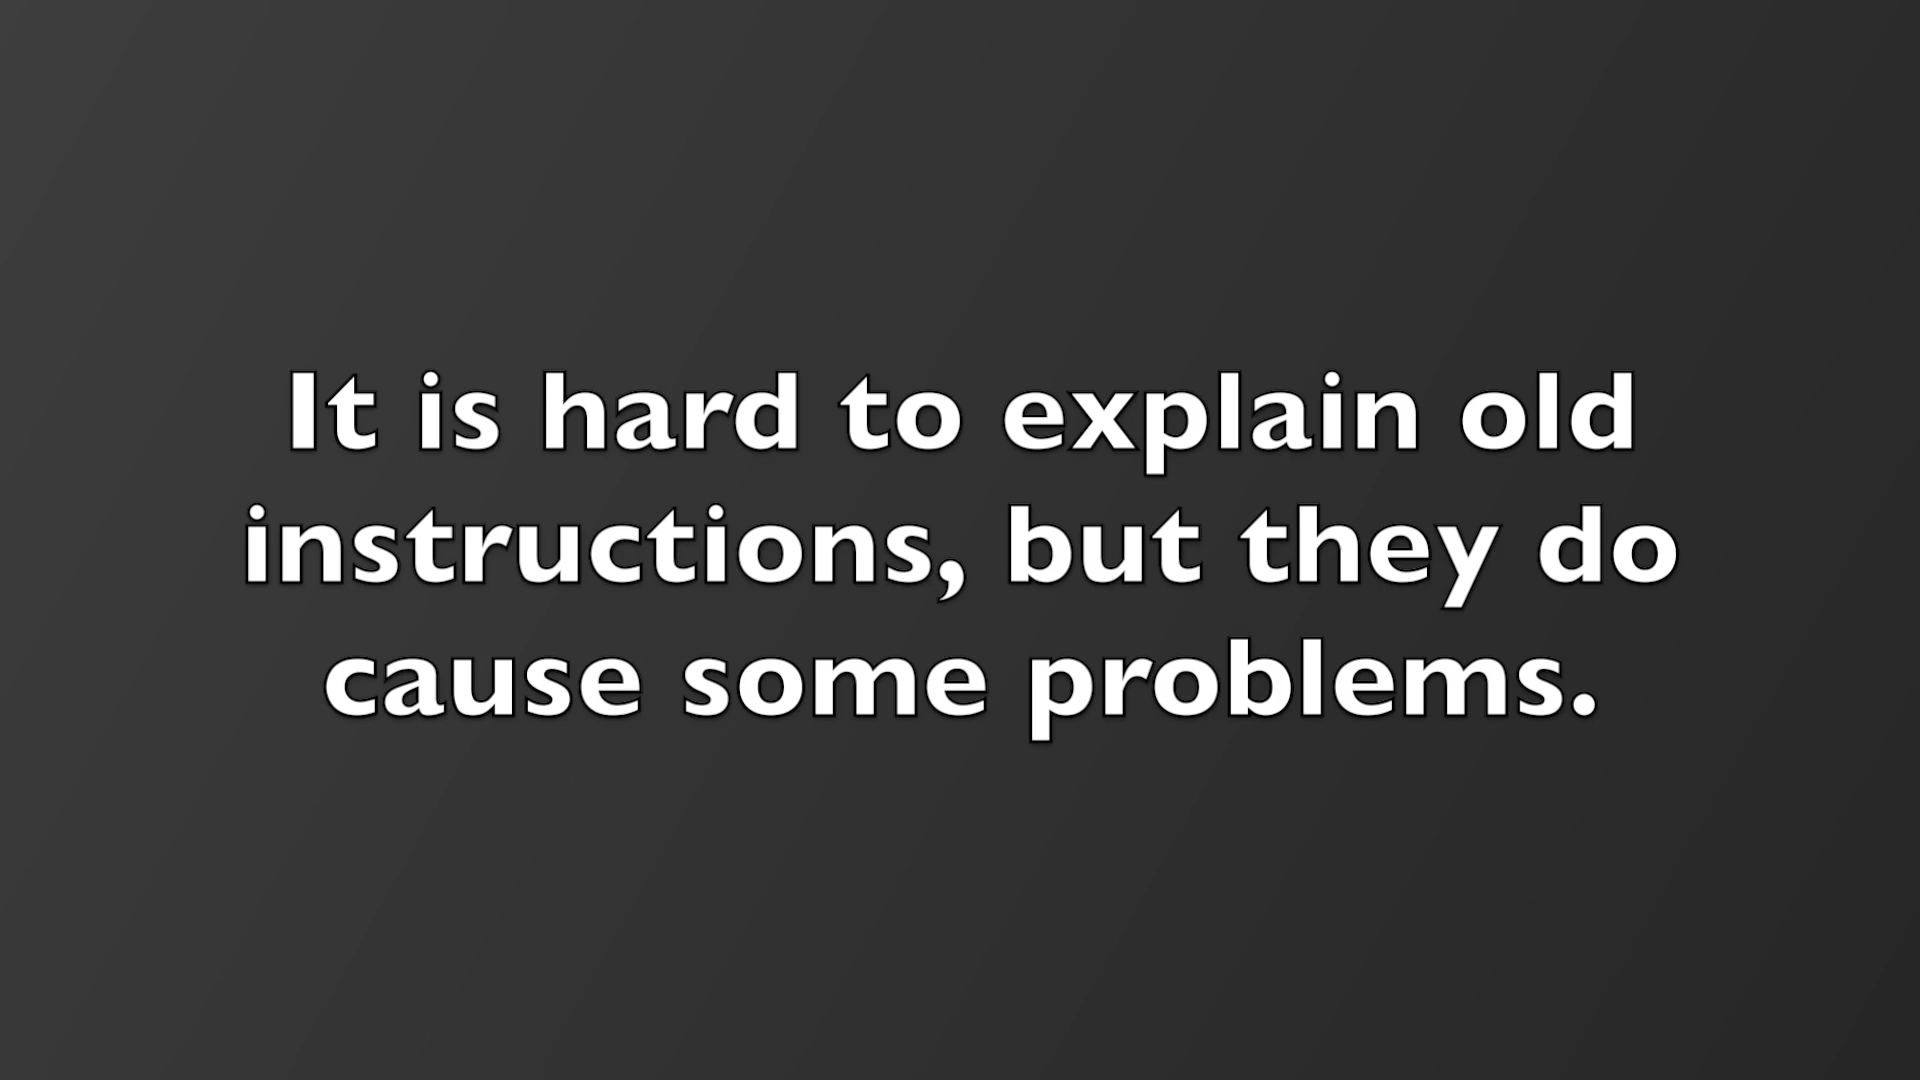 It is hard to explain old
instructions, but they do
cause some problems.